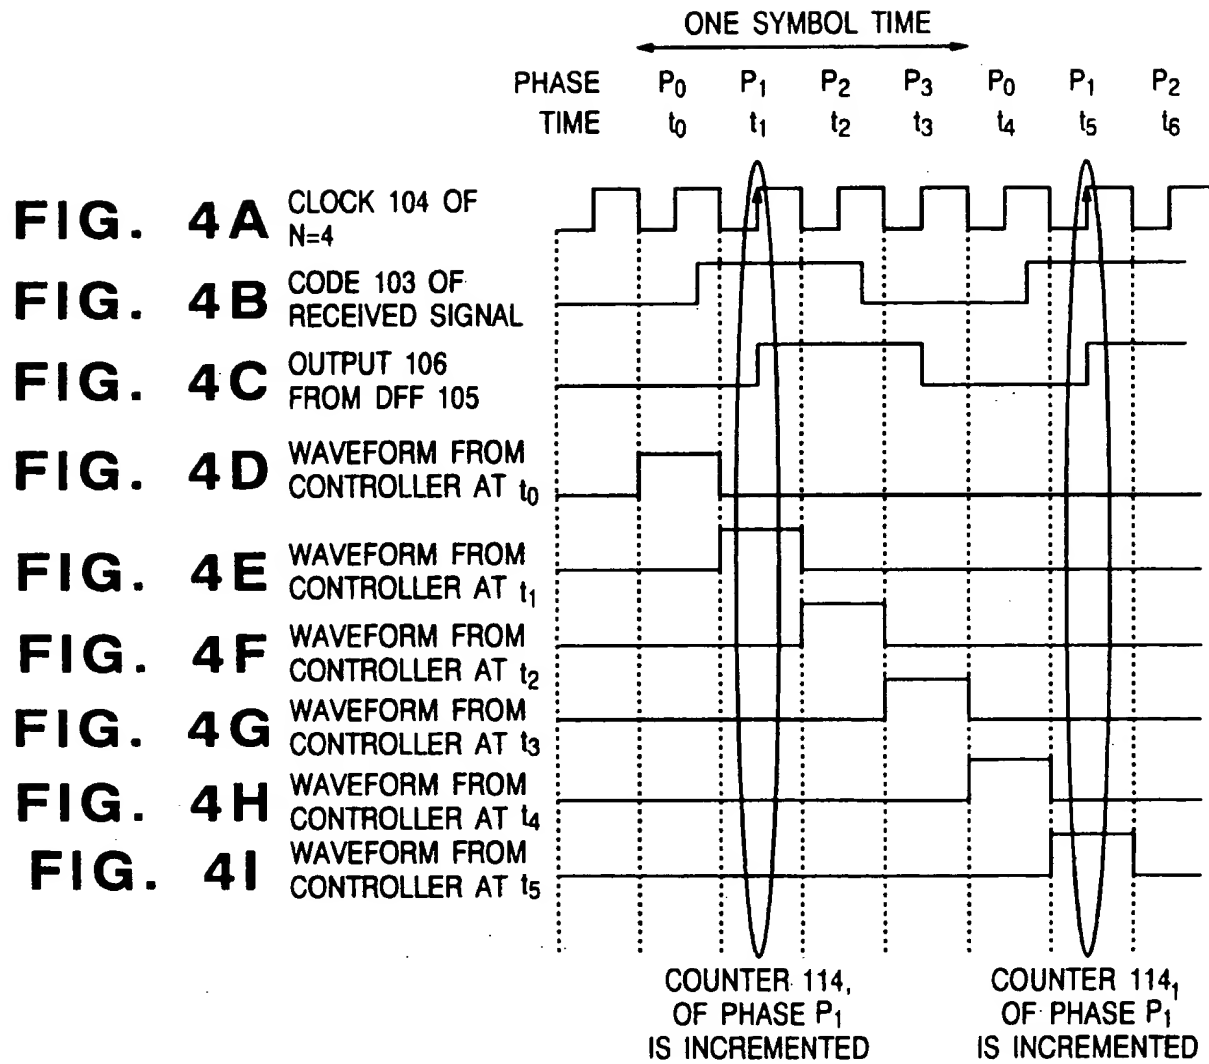 ONE SYMBOL TIME
PHASE P0 P1 P2 P3 P0 P1 P2
TIME t0 t1 t2 t3 t4 t5 t6
FIG. 4A CLOCK 104 OF
N=4
FIG. 4B CODE 103 OF
RECEIVED SIGNAL
FIG. 4C OUTPUT 106
FROM DFF 105
FIG. 4D WAVEFORM FROM
CONTROLLER AT t0
FIG. 4E WAVEFORM FROM
CONTROLLER AT t1
FIG. 4F WAVEFORM FROM
CONTROLLER AT t2
FIG. 4G WAVEFORM FROM
CONTROLLER AT t3
FIG. 4H WAVEFORM FROM
CONTROLLER AT t4
FIG. 4I WAVEFORM FROM
CONTROLLER AT t5
COUNTER 114,
OF PHASE P1
IS INCREMENTED
COUNTER 1141
OF PHASE P1
IS INCREMENTED